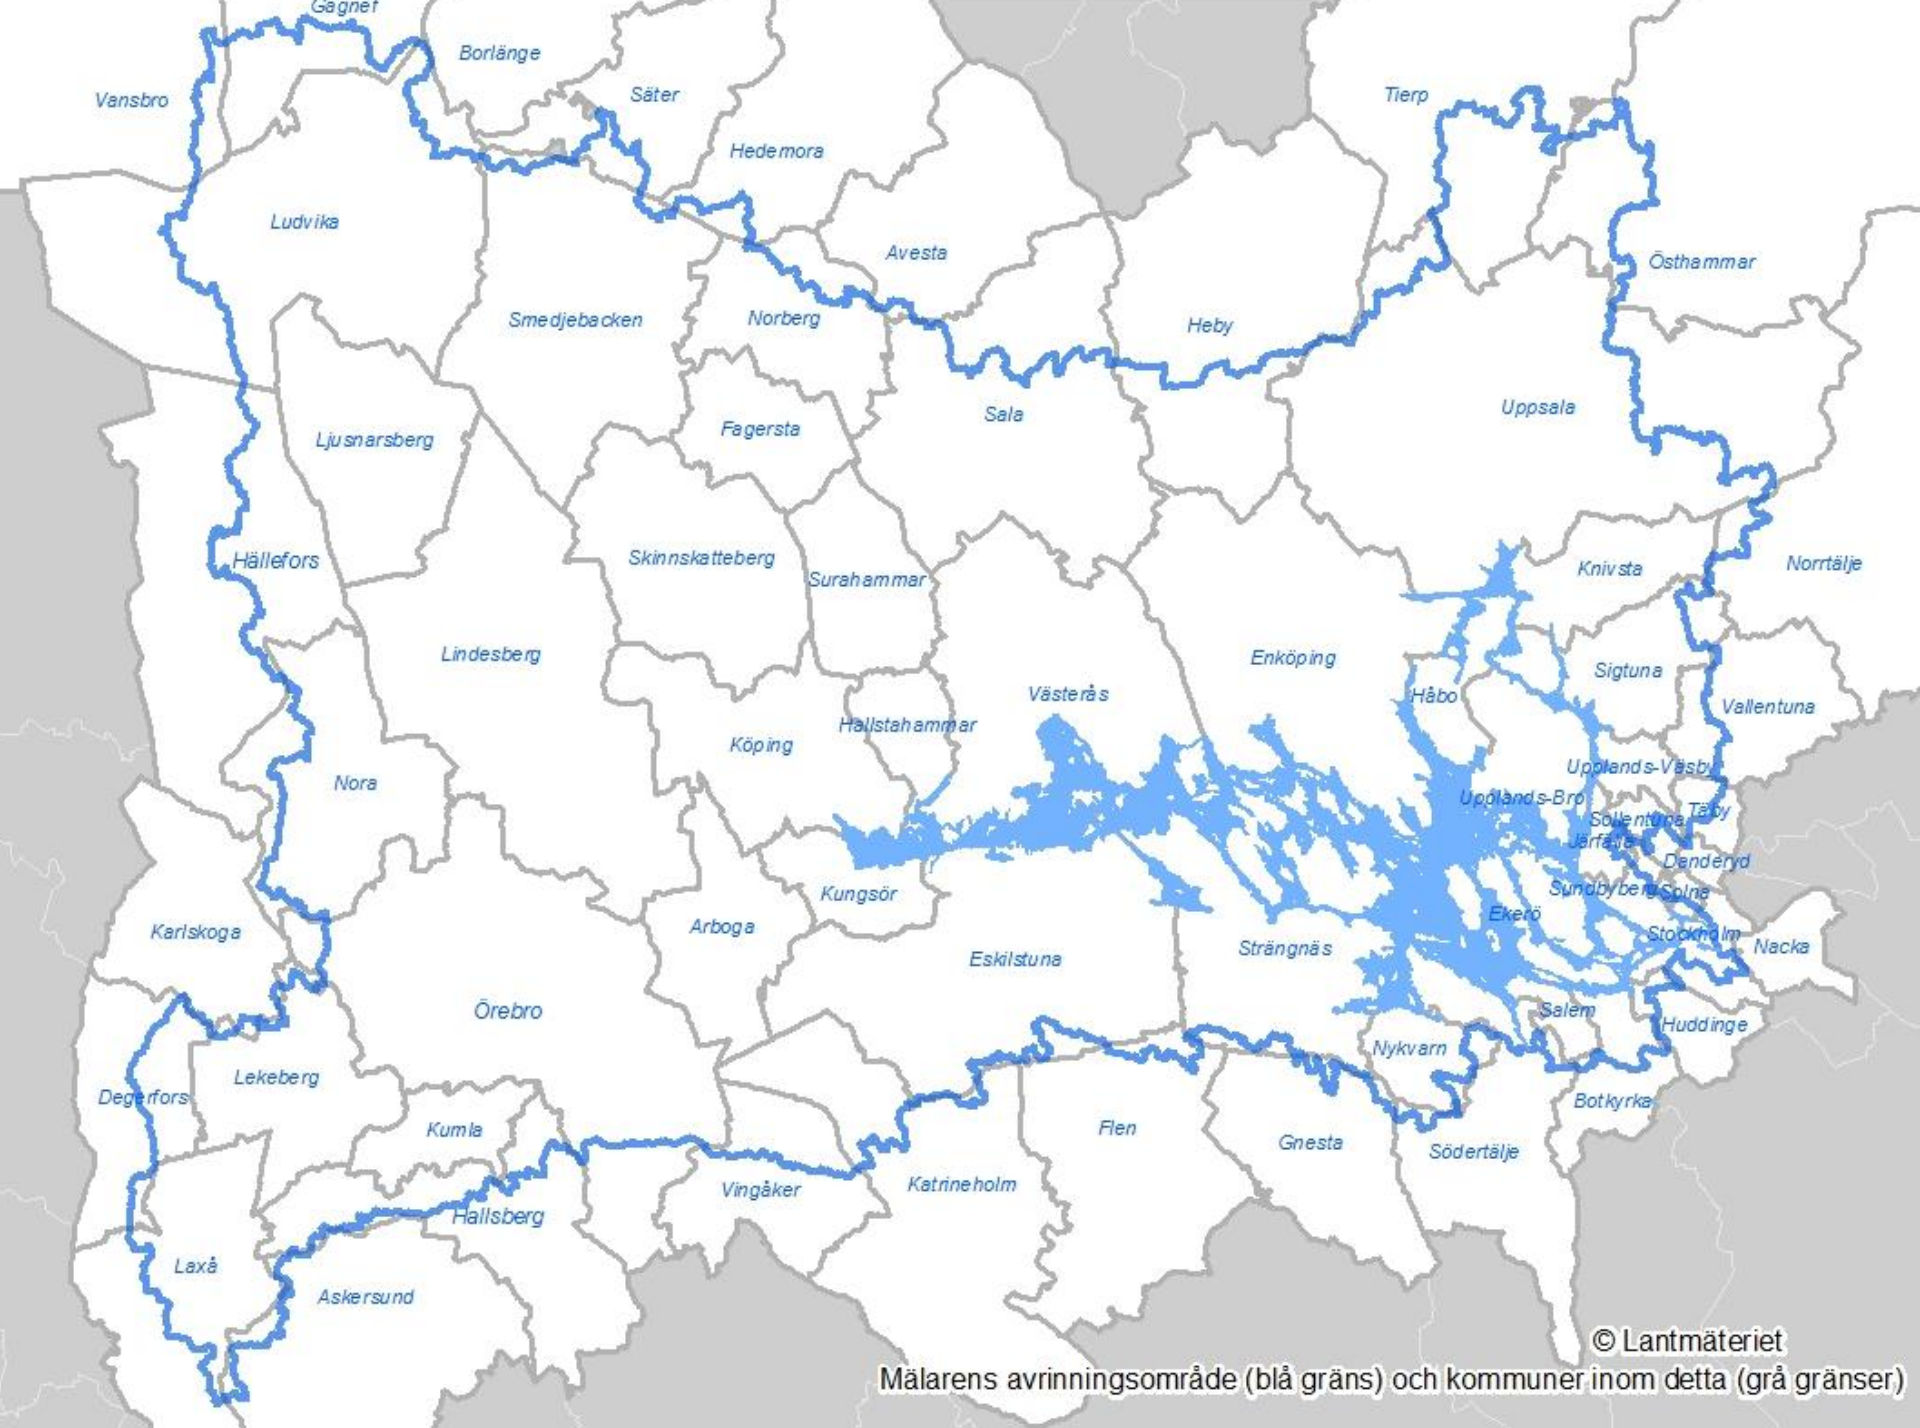 Gagnef
Borlänge
Vansbro
Säter
Tierp
Hedemora
Ludvika
Avesta
Östhammar
Smedjebacken
Norberg
Heby
Uppsala
Sala
Fagersta
Ljusnarsberg
Skinnskatteberg
Hällefors
Surahammar
Knivsta
Norrtälje
Lindesberg
Enköping
Sigtuna
Västerås
Håbo
Vallentuna
Hallstahammar
Köping
Upplands-Väsby
Nora
Upplands-Bro
Täby
Sollentuna
Järfälla
Danderyd
Kungsör
Sundbyberg
Solna
Ekerö
Arboga
Karlskoga
Stockholm
Nacka
Strängnäs
Eskilstuna
Örebro
Salem
Huddinge
Nykvarn
Lekeberg
Degerfors
Botkyrka
Kumla
Flen
Gnesta
Södertälje
Katrineholm
Vingåker
Hallsberg
Laxå
Askersund
© Lantmäteriet
Mälarens avrinningsområde (blå gräns) och kommuner inom detta (grå gränser)